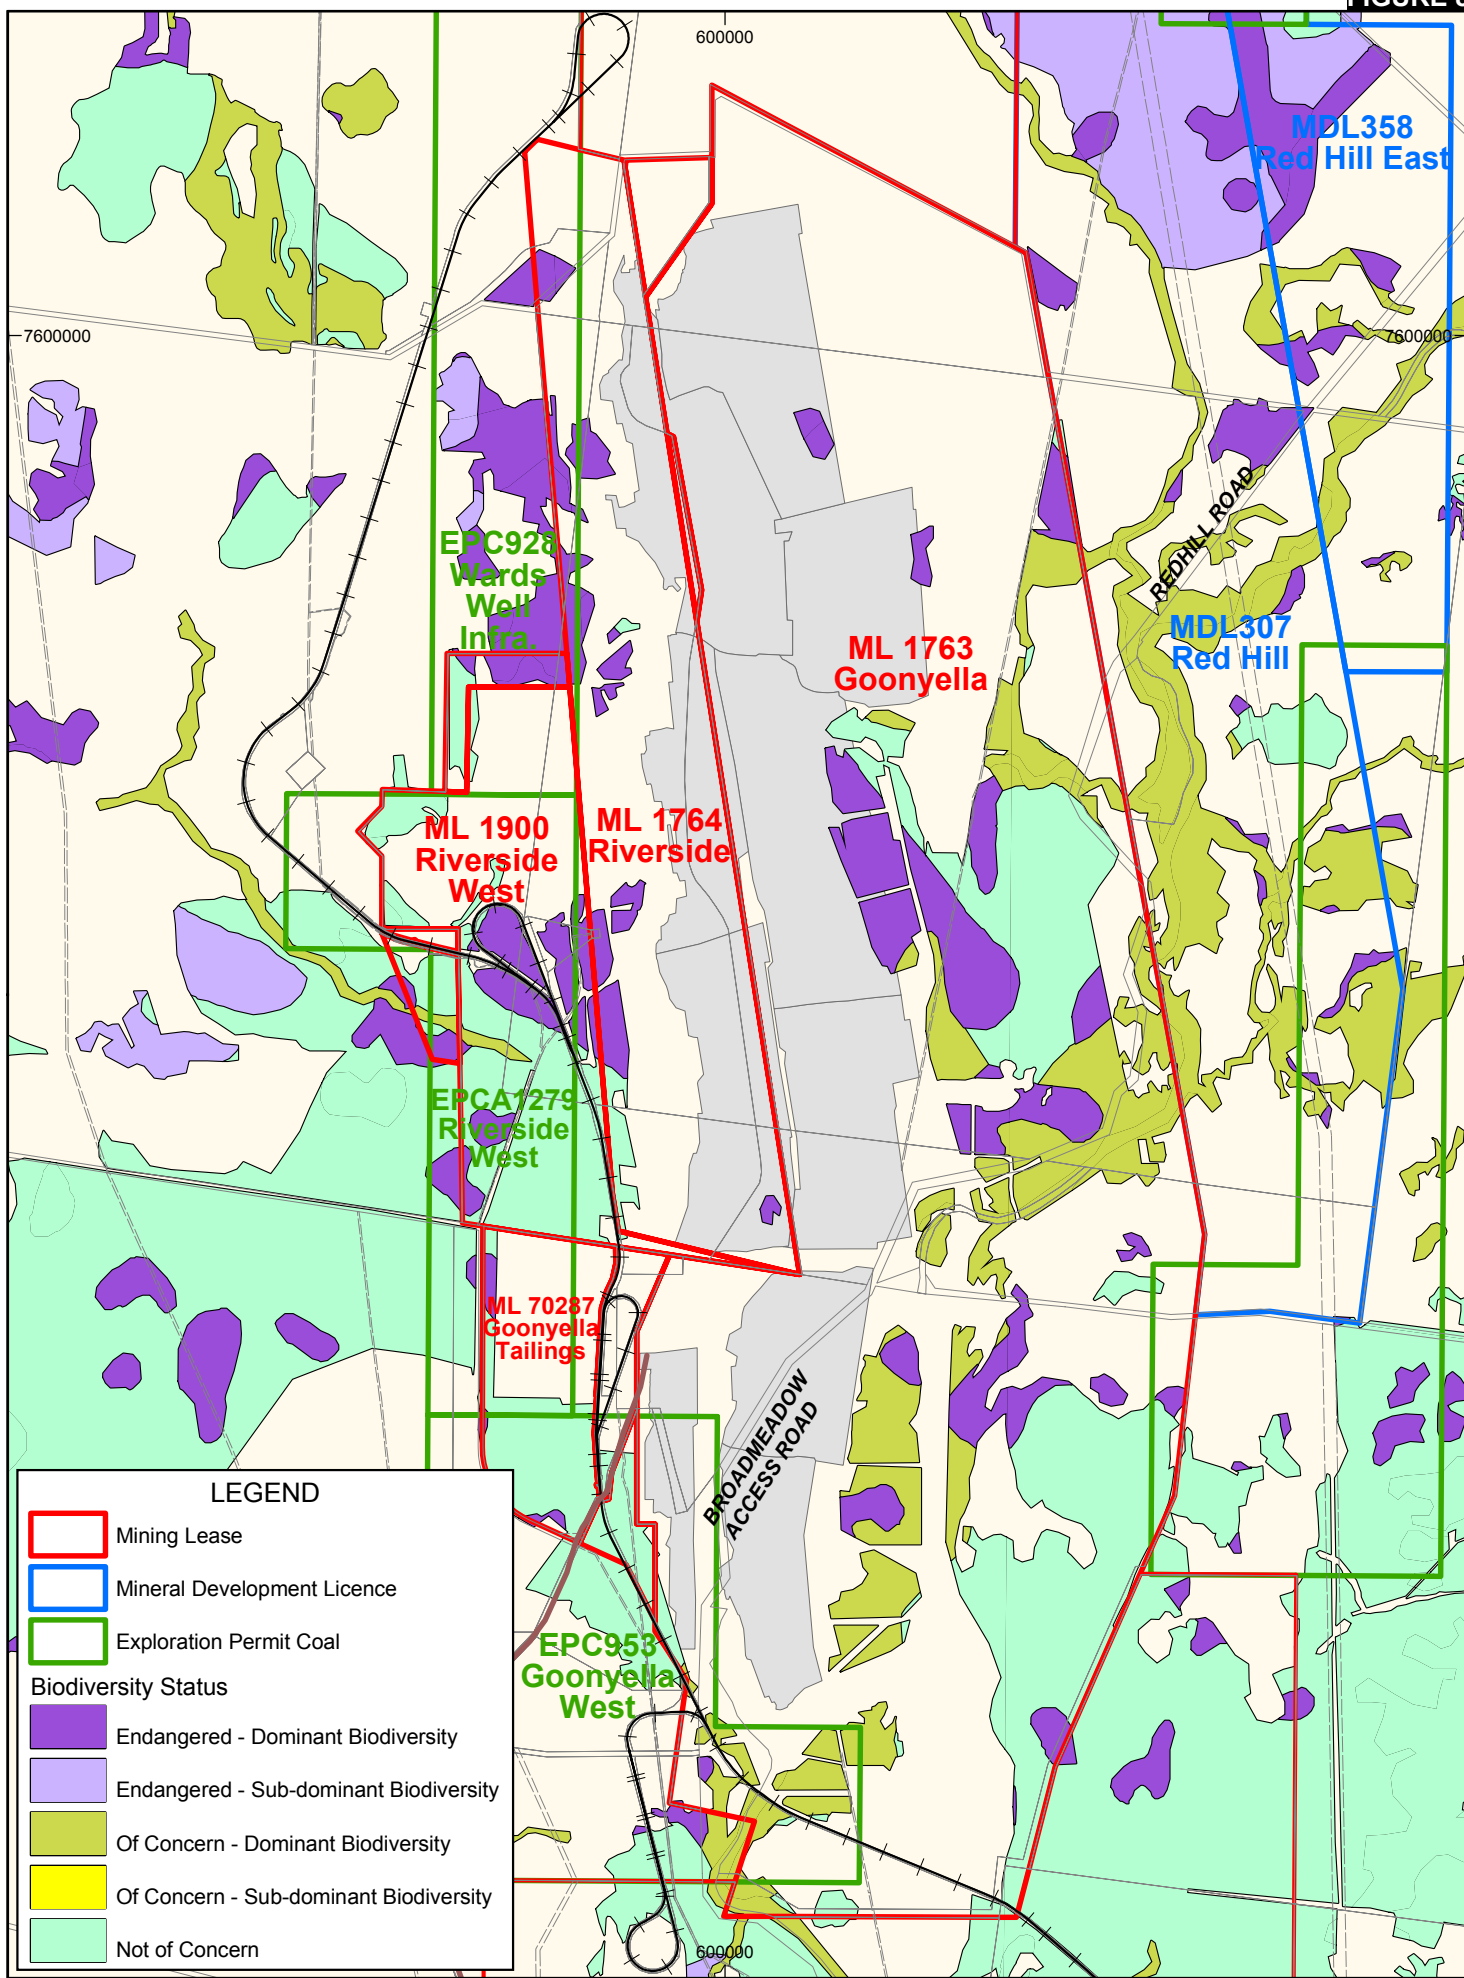 FIGURE
600000
MDL358
Red Hill East
7600000
7600000
REDHILL ROAD
EPC928
Wards
Well
Infra.
MDL307
Red Hill
ML 1763
Goonyella
ML 1900
Riverside
West
ML 1764
Riverside
EPCA1279
Riverside
West
ML 70287
Goonyella
Tailings
BROADMEADOW
ACCESS ROAD
EPC953
Goonyella
West
600000
LEGEND
Mining Lease
Mineral Development Licence
Exploration Permit Coal
Biodiversity Status
Endangered - Dominant Biodiversity
Endangered - Sub-dominant Biodiversity
Of Concern - Dominant Biodiversity
Of Concern - Sub-dominant Biodiversity
Not of Concern